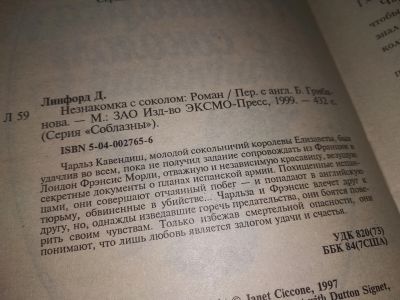 чтобы
знал
кол
Линфорд Д.
Л 59
Незнакомка с соколом: Роман / Пер. с англ. Б. Гриба-
нова. — М.: ЗАО Изд-во ЭКСМО-Пресс, 1999. — 432 с.
(Серия «Соблазны»).
ISBN 5-04-002765-6
Чарльз Кавендиш, молодой сокольничий королевы Елизаветы, был
удачлив во всем, пока не получил задание сопровождать из Франции в
Лондон Фрэнсис Морли, отважную и независимую красавицу, везущую
секретные документы о планах испанской армии. Похищенные испан-
цами, они совершают отчаянный побег — и попадают в английскую
тюрьму, обвиненные в убийстве... Чарльза и Фрэнсис влечет друг к
другу, но, однажды изведавшие горечь предательства, они боятся пове-
рить своим чувствам. Только избежав смертельной опасности, они
понимают, что лишь любовь является залогом удачи и счастья.
УДК 820(73)
ББК 84(7США)
Janet Ciccone, 1997
with Dutton Signet,